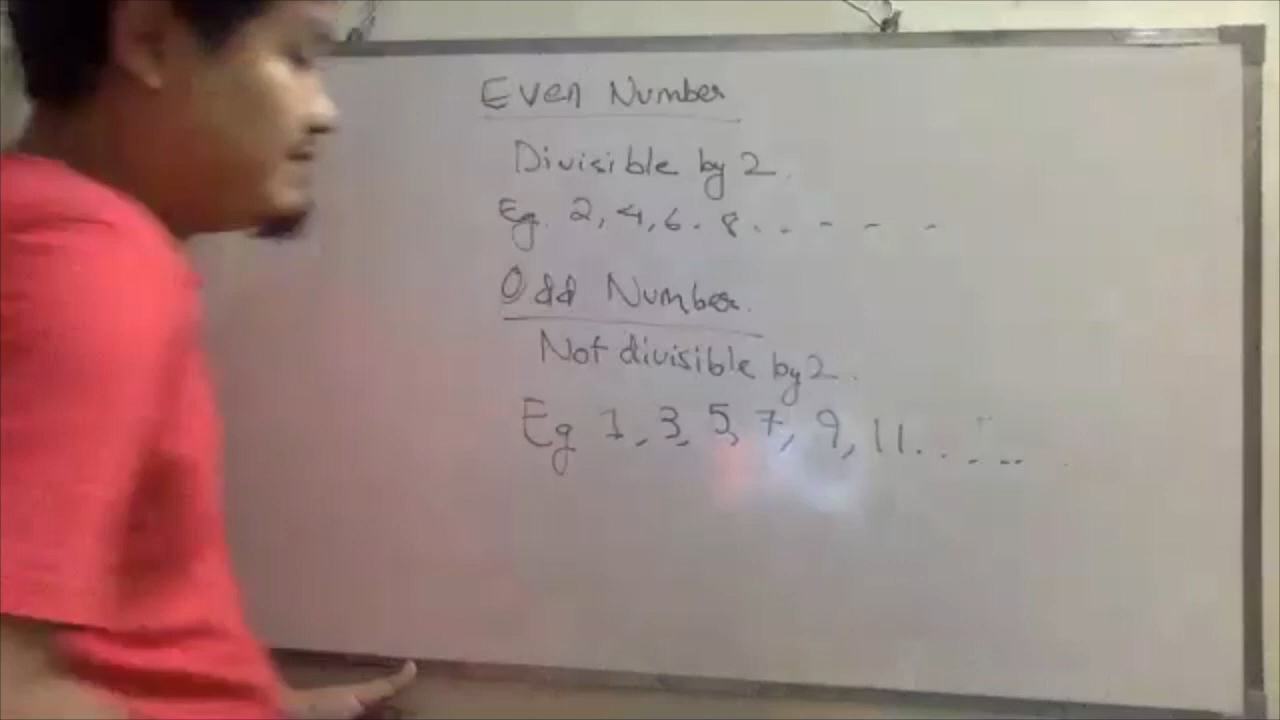 Even Number
Divisible by 2.
Eg. 2, 4, 6. 8. . . - - -
Odd Number.
Not divisible by 2.
Eg 1, 3, 5, 7, 9, 11. . . - --